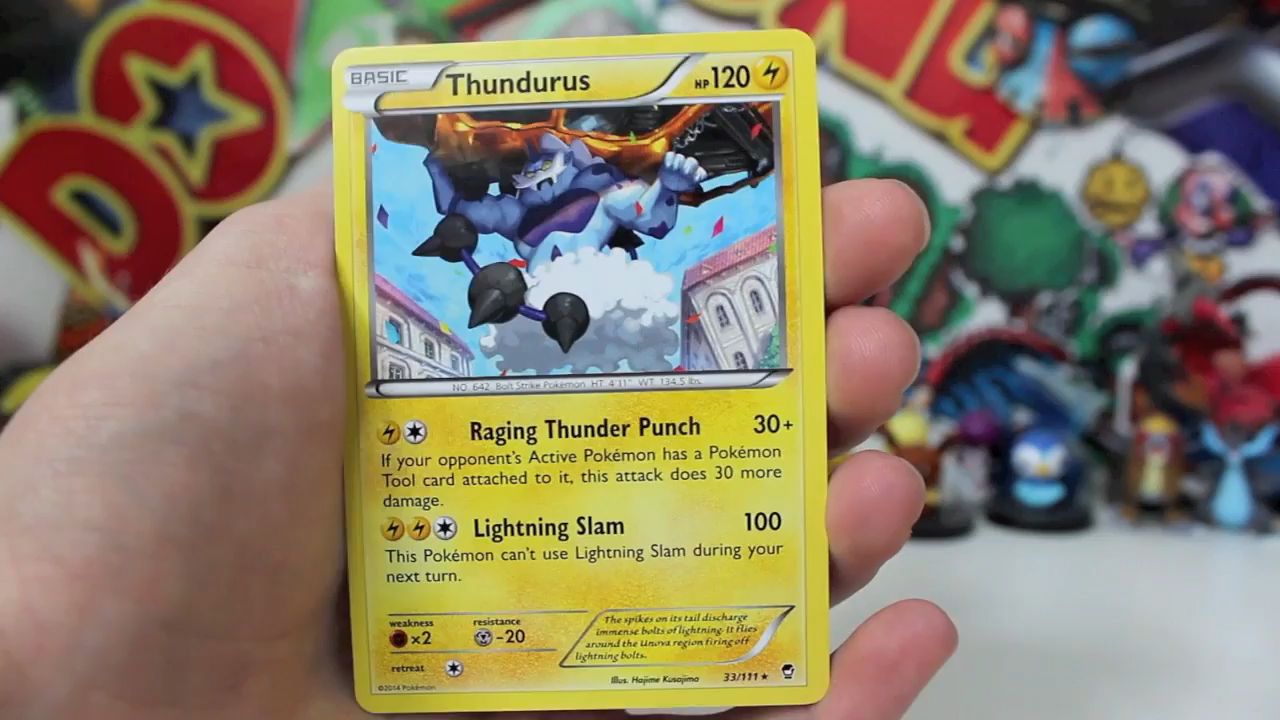 BASIC Thundurus HP 120
NO. 642 Bolt Strike Pokémon HT. 4'11" WT. 134.5 lbs.
Raging Thunder Punch 30+
If your opponent's Active Pokémon has a Pokémon
Tool card attached to it, this attack does 30 more
damage.
Lightning Slam 100
This Pokémon can't use Lightning Slam during your
next turn.
weakness resistance
×2 -20
retreat
The spikes on its tail discharge
immense bolts of lightning. It flies
around the Unova region firing off
lightning bolts.
Illus. Hajime Kusajima 33/111
©2014 Pokémon